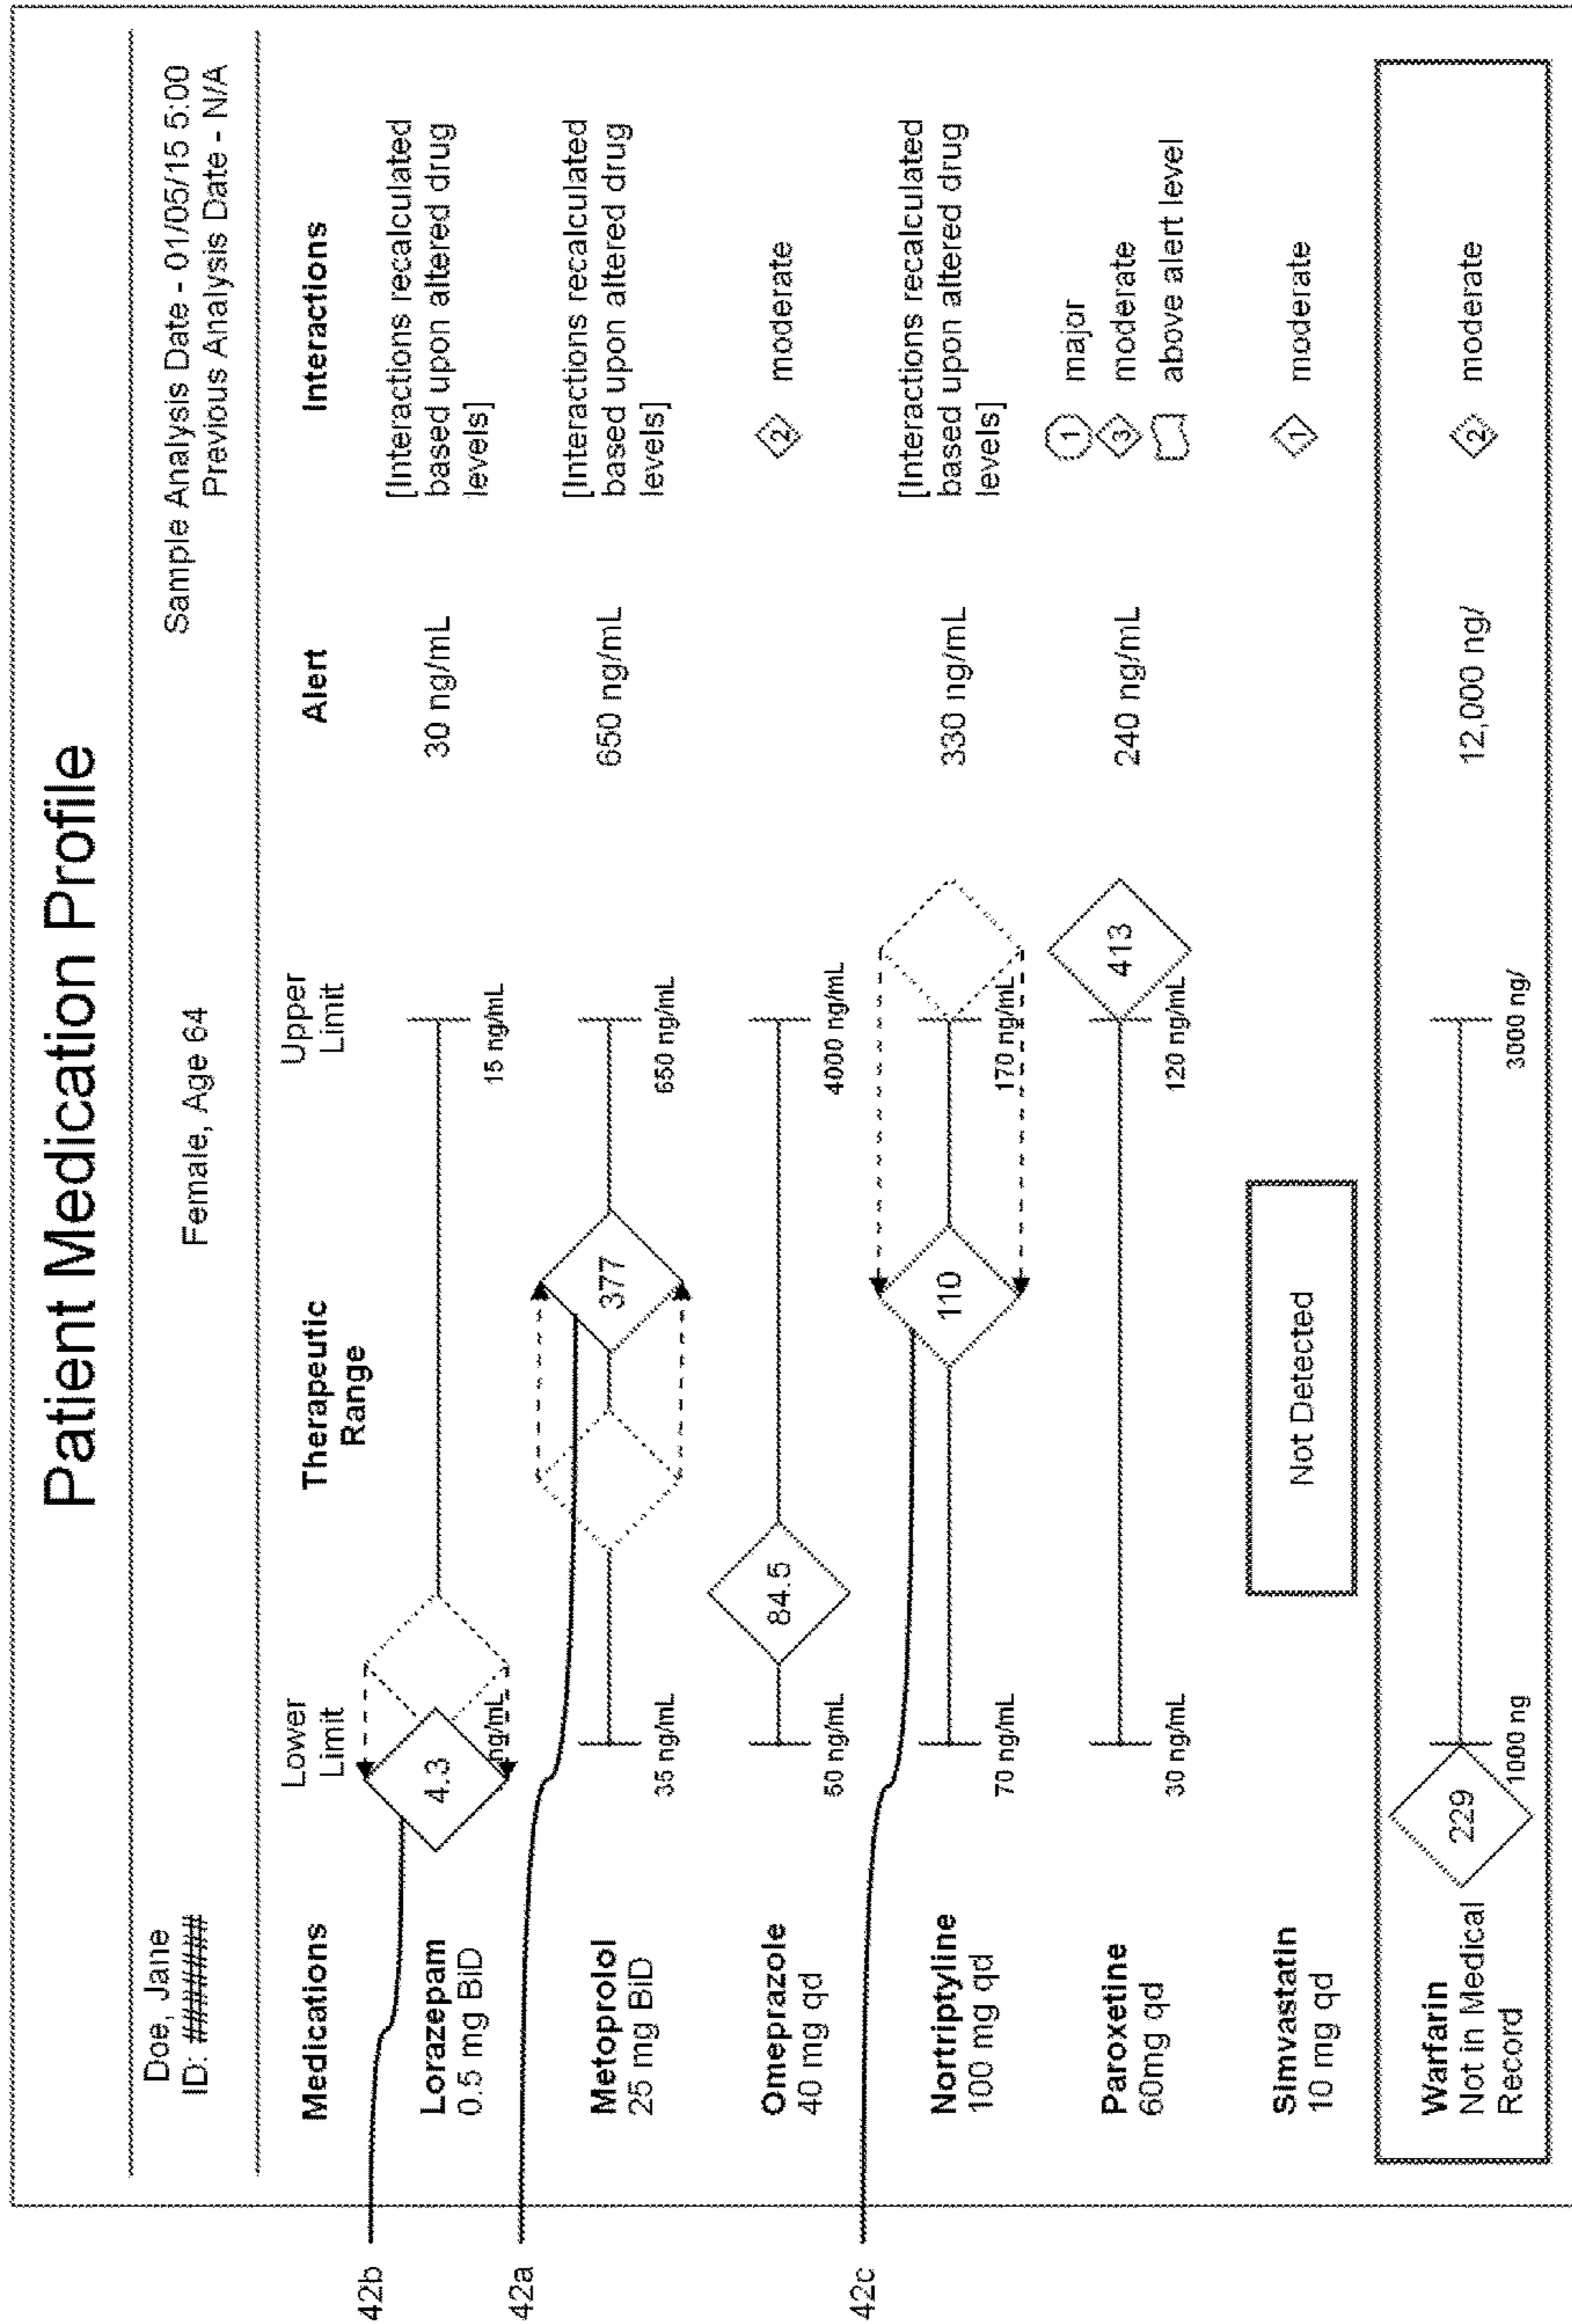 Patient Medication Profile
Doe, Jane
ID: ######
Female, Age 64
Sample Analysis Date - 01/05/15 5:00
Previous Analysis Date - N/A
Medications
Lower
Limit
Therapeutic
Range
Upper
Limit
Alert
Interactions
42b
Lorazepam
0.5 mg BiD
4.3
ng/mL
15 ng/mL
30 ng/mL
[Interactions recalculated
based upon altered drug
levels]
42a
Metoprolol
25 mg BiD
35 ng/mL
377
650 ng/mL
650 ng/mL
[Interactions recalculated
based upon altered drug
levels]
Omeprazole
40 mg qd
50 ng/mL
84.5
4000 ng/mL
2 moderate
42c
Nortriptyline
100 mg qd
70 ng/mL
110
170 ng/mL
330 ng/mL
[Interactions recalculated
based upon altered drug
levels]
Paroxetine
60mg qd
30 ng/mL
413
120 ng/mL
240 ng/mL
1 major
3 moderate
above alert level
Simvastatin
10 mg qd
Not Detected
1 moderate
Warfarin
Not in Medical
Record
229
1000 ng
3000 ng/
12,000 ng/
2 moderate